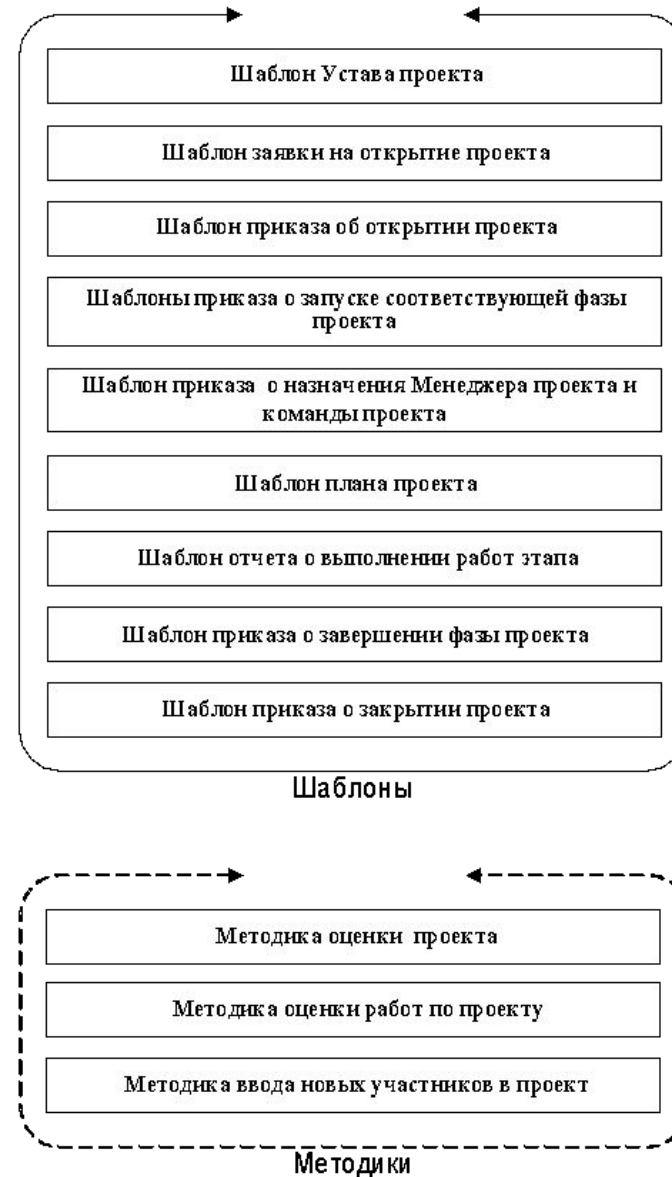 Шаблон Устава проекта
Шаблон заявки на открытие проекта
Шаблон приказа об открытии проекта
Шаблоны приказа о запуске соответствующей фазы
проекта
Шаблон приказа о назначения Менеджера проекта и
команды проекта
Шаблон плана проекта
Шаблон отчета о выполнении работ этапа
Шаблон приказа о завершении фазы проекта
Шаблон приказа о закрытии проекта
Шаблоны
Методика оценки проекта
Методика оценки работ по проекту
Методика ввода новых участников в проект
Методики